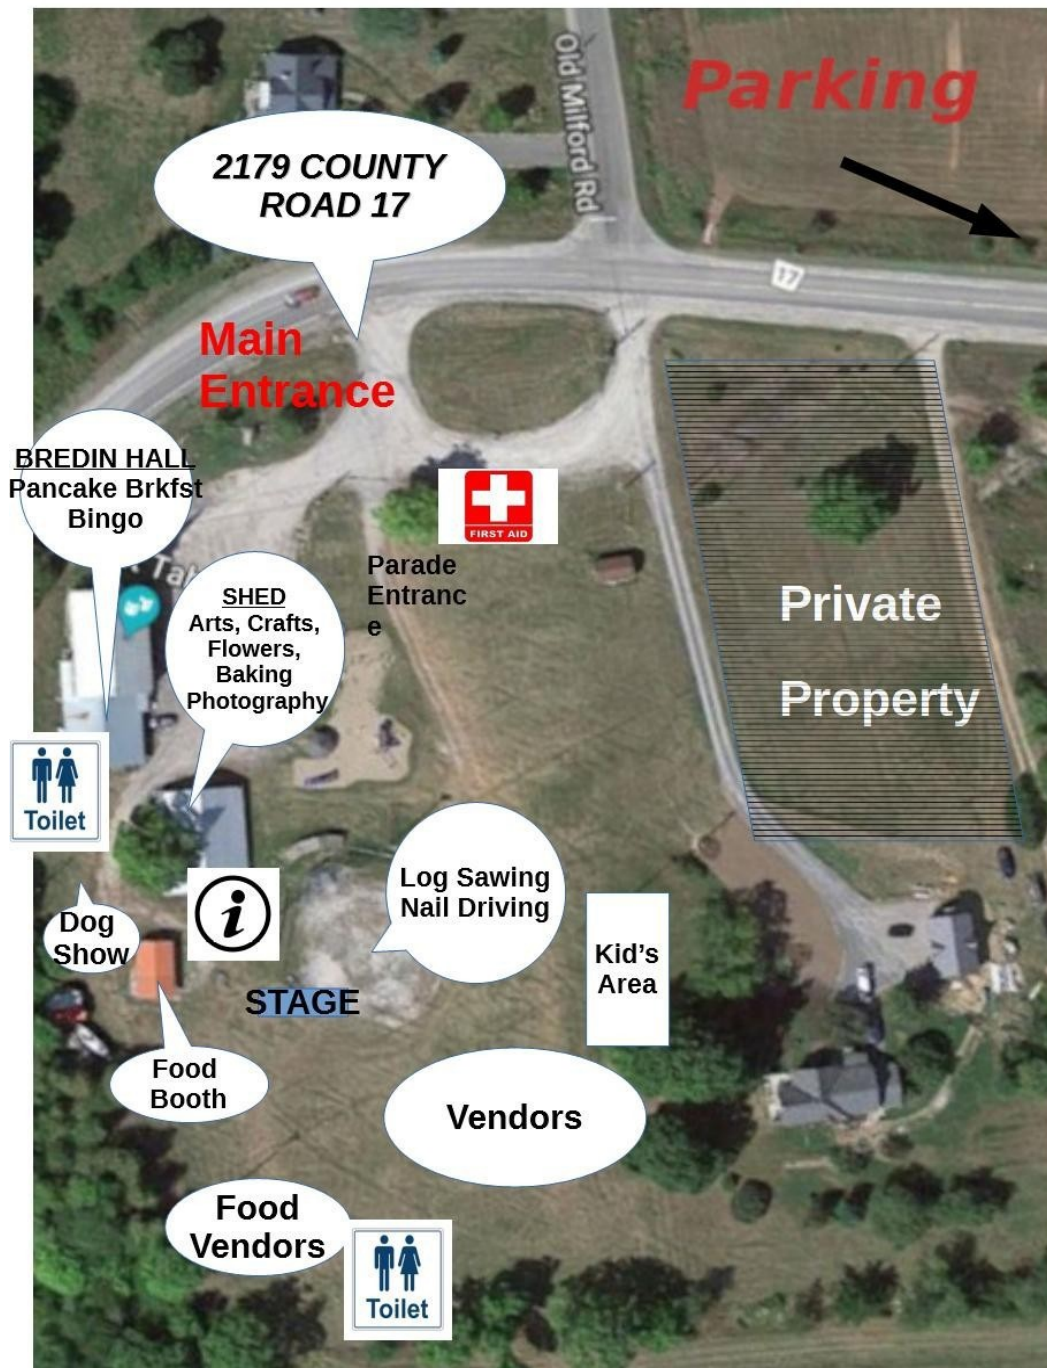 Parking
Old Milford Rd
2179 COUNTY
ROAD 17
17
Main
Entrance
BREDIN HALL
Pancake Brkfst
Bingo
FIRST AID
Parade
Entranc
e
SHED
Arts, Crafts,
Flowers,
Baking
Photography
Private
Property
Toilet
Log Sawing
Nail Driving
i
Dog
Show
Kid's
Area
STAGE
Food
Booth
Vendors
Food
Vendors
Toilet